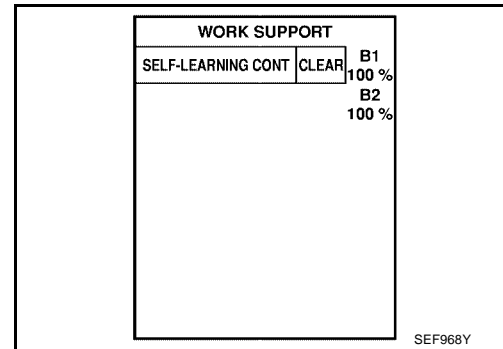 WORK SUPPORT
SELF-LEARNING CONT CLEAR B1
100 %
B2
100 %
SEF968Y